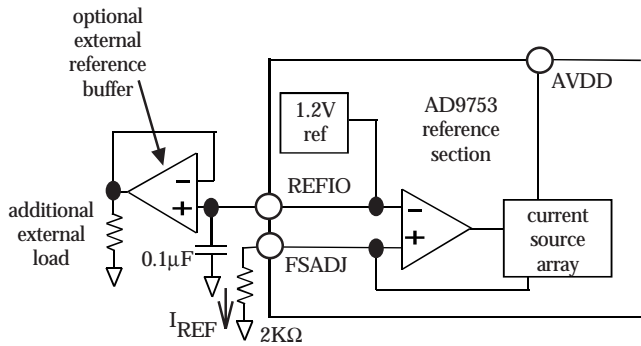 optional
external
reference
buffer
AVDD
1.2V
ref
AD9753
reference
section
REFIO
−
+
−
+
additional
external
load
0.1µF
FSADJ
current
source
array
I REF
2KΩ